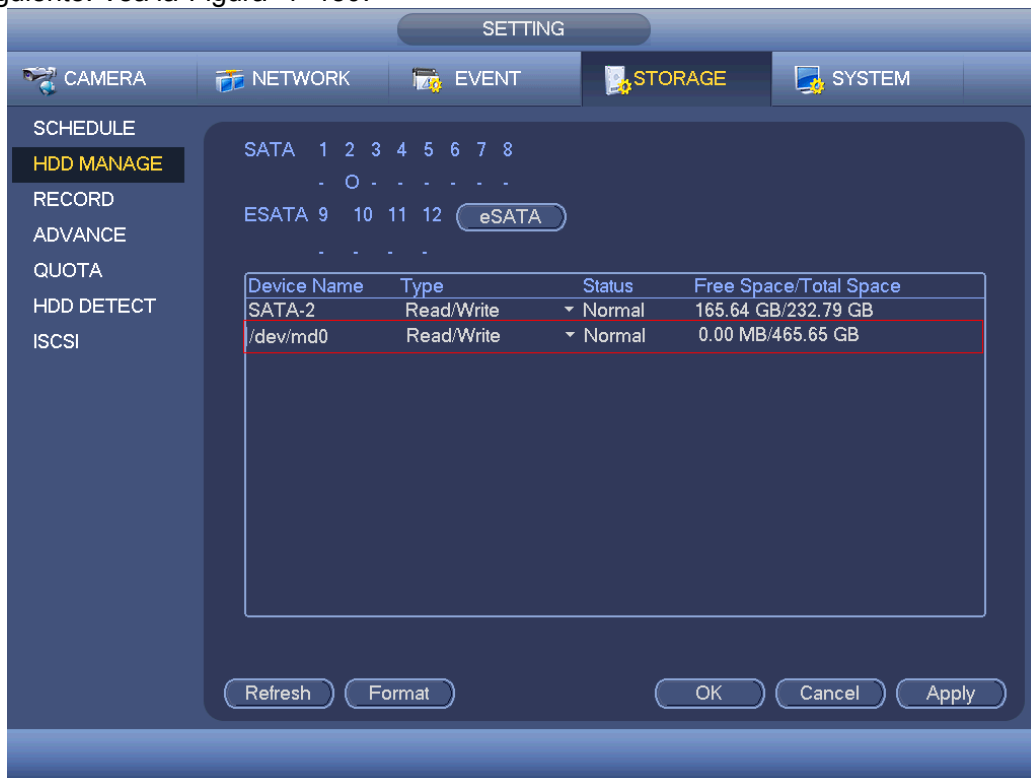 SETTING
CAMERA NETWORK EVENT STORAGE SYSTEM
SCHEDULE
HDD MANAGE
RECORD
ADVANCE
QUOTA
HDD DETECT
ISCSI
SATA 1 2 3 4 5 6 7 8
- O - - - - - -
ESATA 9 10 11 12 eSATA
- - - -
Device Name Type Status Free Space/Total Space
SATA-2 Read/Write Normal 165.64 GB/232.79 GB
/dev/md0 Read/Write Normal 0.00 MB/465.65 GB
Refresh Format OK Cancel Apply